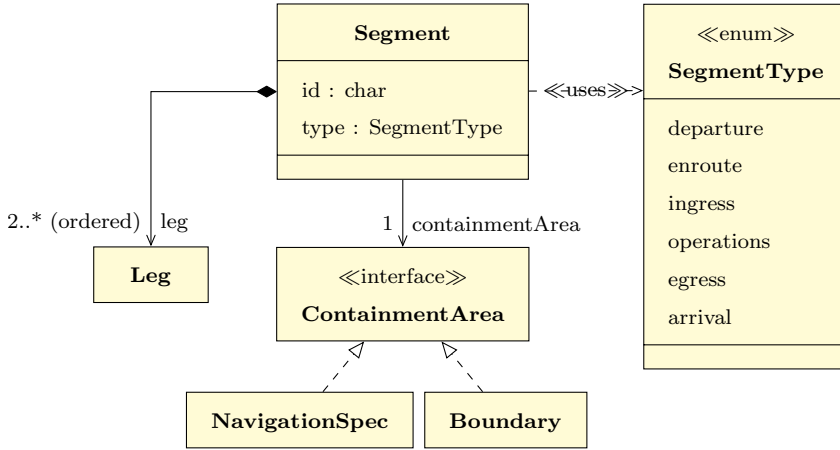 Segment
id : char
type : SegmentType
≪uses≫
≪enum≫
SegmentType
departure
enroute
ingress
operations
egress
arrival
2..* (ordered)
leg
Leg
1
containmentArea
≪interface≫
ContainmentArea
NavigationSpec
Boundary